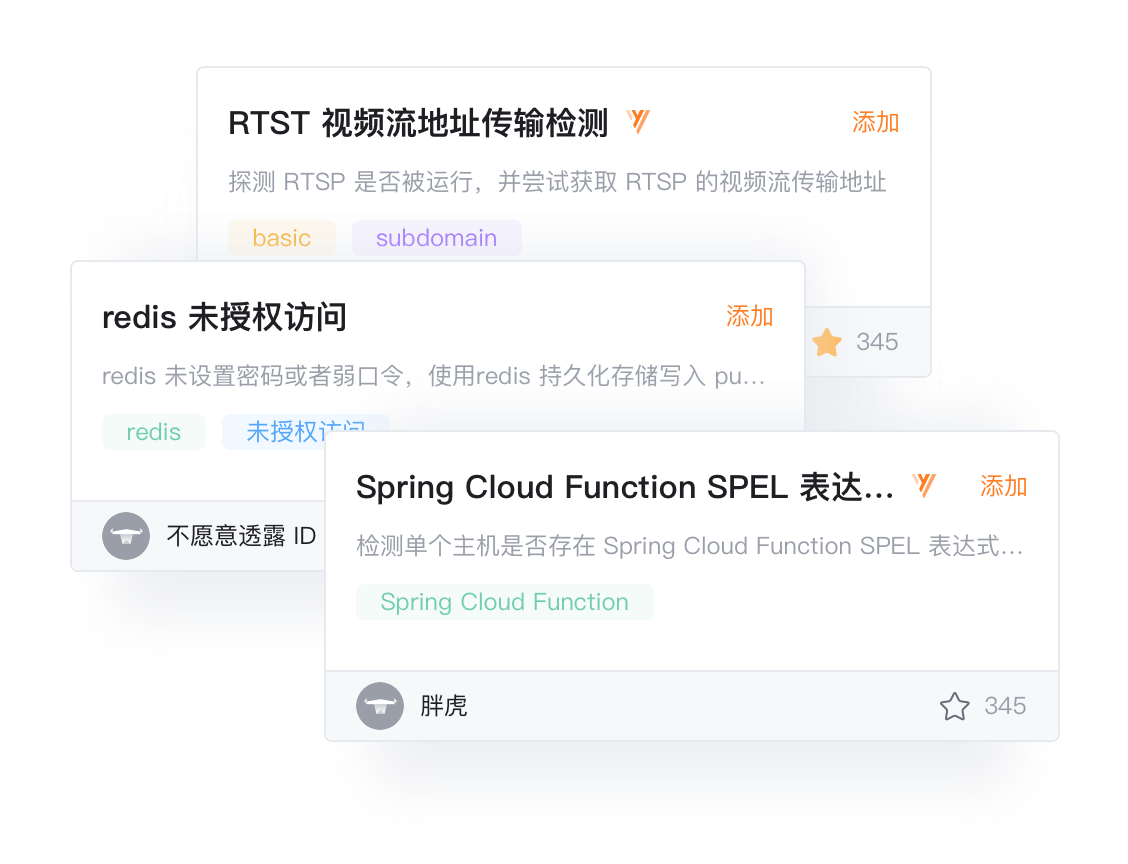 RTST 视频流地址传输检测
添加
探测 RTSP 是否被运行，并尝试获取 RTSP 的视频流传输地址
basic
subdomain
345
redis 未授权访问
添加
redis 未设置密码或者弱口令，使用redis 持久化存储写入 pu...
redis
未授权访问
不愿意透露 ID
Spring Cloud Function SPEL 表达...
添加
检测单个主机是否存在 Spring Cloud Function SPEL 表达式...
Spring Cloud Function
胖虎
345